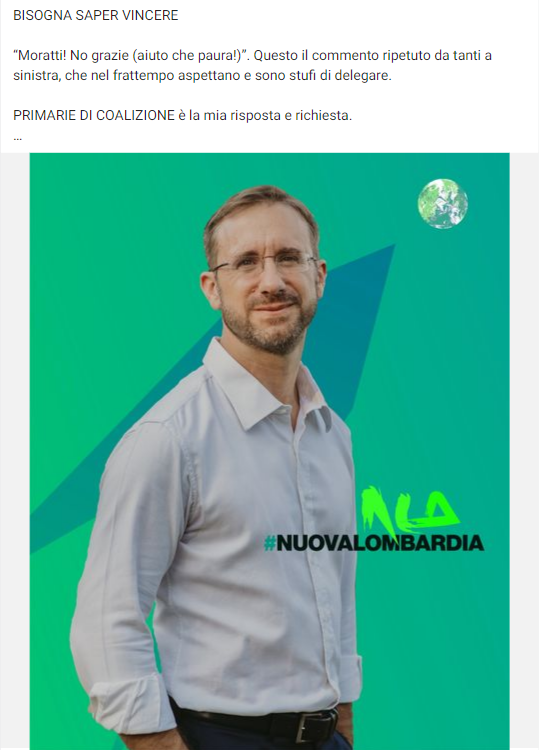 BISOGNA SAPER VINCERE
“Moratti! No grazie (aiuto che paura!)”. Questo il commento ripetuto da tanti a
sinistra, che nel frattempo aspettano e sono stufi di delegare.
PRIMARIE DI COALIZIONE è la mia risposta e richiesta.
...
NLA
#NUOVALOMBARDIA